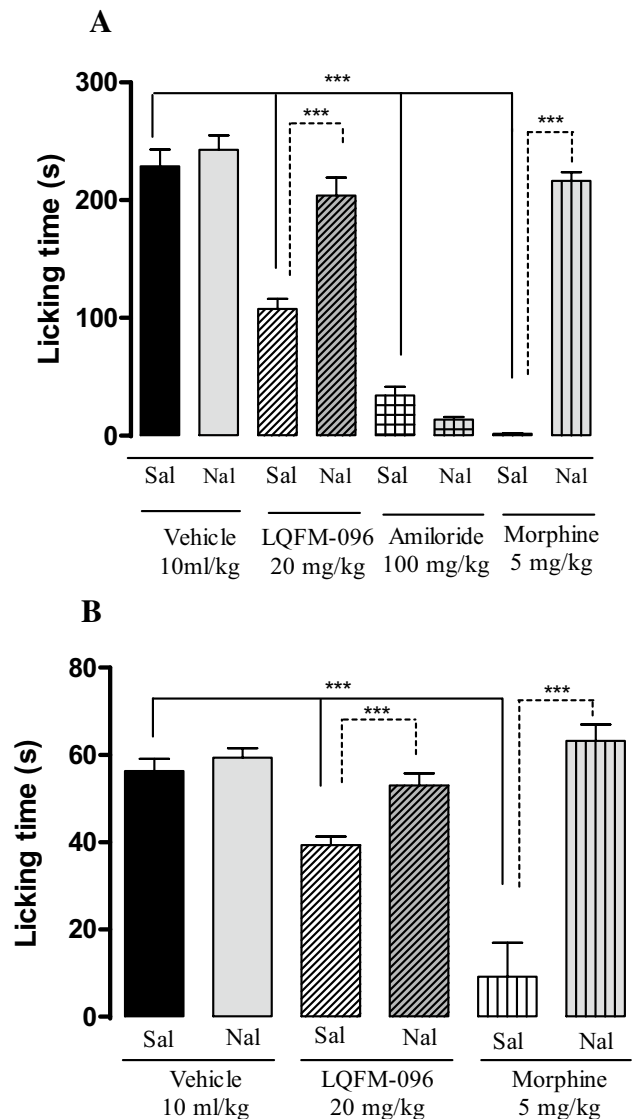 A
300
200
100
0
Licking time (s)
***
***
***
Sal Nal Sal Nal Sal Nal Sal Nal
Vehicle LQFM-096 Amiloride Morphine
10ml/kg 20 mg/kg 100 mg/kg 5 mg/kg
B
80
60
40
20
0
Licking time (s)
***
***
***
Sal Nal Sal Nal Sal Nal
Vehicle LQFM-096 Morphine
10 ml/kg 20 mg/kg 5 mg/kg